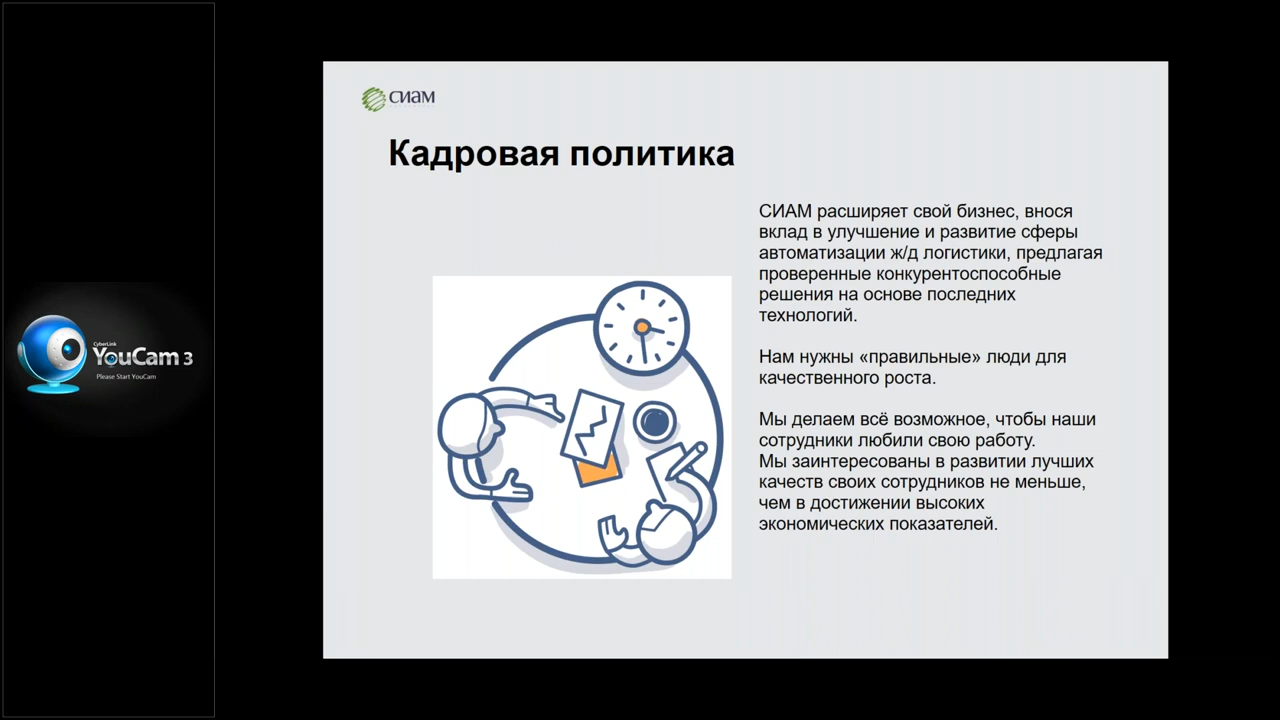 CyberLink
YouCam 3
Please Start YouCam
СИАМ
Кадровая политика
СИАМ расширяет свой бизнес, внося
вклад в улучшение и развитие сферы
автоматизации ж/д логистики, предлагая
проверенные конкурентоспособные
решения на основе последних
технологий.
Нам нужны «правильные» люди для
качественного роста.
Мы делаем всё возможное, чтобы наши
сотрудники любили свою работу.
Мы заинтересованы в развитии лучших
качеств своих сотрудников не меньше,
чем в достижении высоких
экономических показателей.